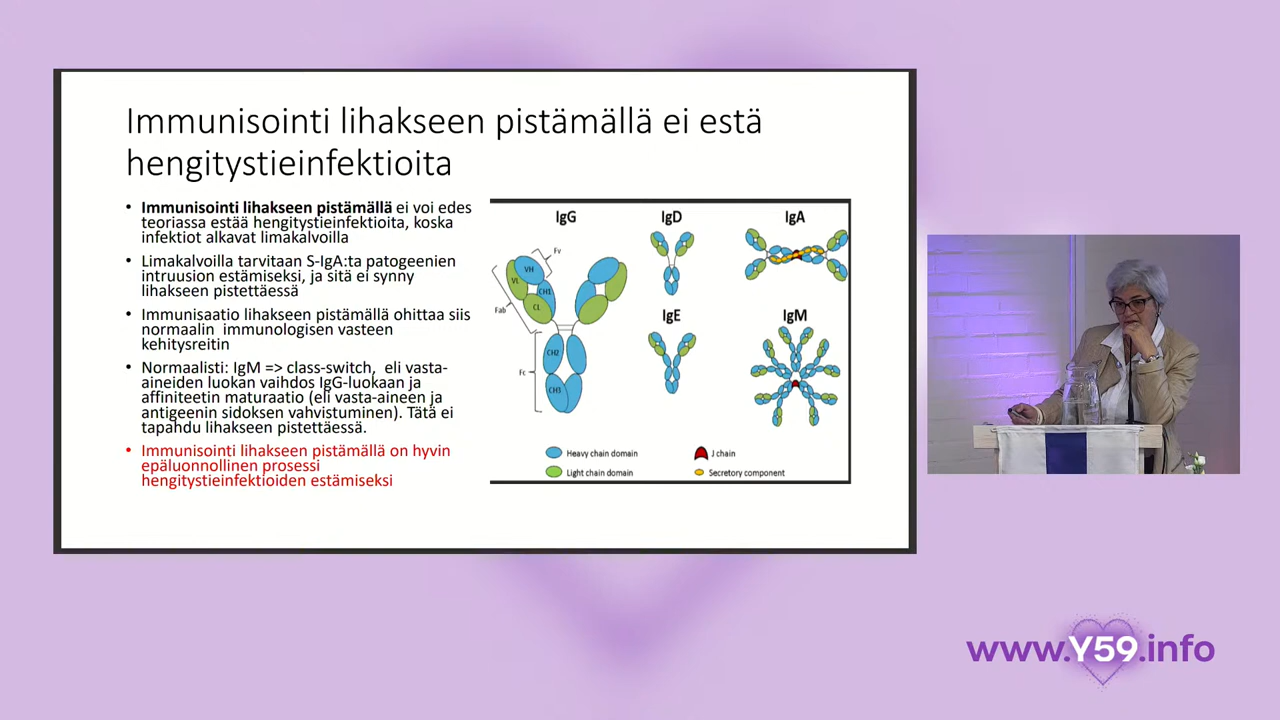 Immunisointi lihakseen pistämällä ei estä
hengitystieinfektioita
• Immunisointi lihakseen pistämällä ei voi edes
teoriassa estää hengitystieinfektioita, koska
infektiot alkavat limakalvoilla
• Limakalvoilla tarvitaan S-IgA:ta patogeenien
intruusion estämiseksi, ja sitä ei synny
lihakseen pistettäessä
• Immunisaatio lihakseen pistämällä ohittaa siis
normaalin immunologisen vasteen
kehitysreitin
• Normaalisti: IgM => class-switch, eli vasta-
aineiden luokan vaihdos IgG-luokaan ja
affiniteetin maturaatio (eli vasta-aineen ja
antigeenin sidoksen vahvistuminen). Tätä ei
tapahdu lihakseen pistettäessä.
• Immunisointi lihakseen pistämällä on hyvin
epäluonnollinen prosessi
hengitystieinfektioiden estämiseksi
IgG
IgD
IgA
Fv
VH
VL
CH1
CL
Fab
IgE
IgM
CH2
Fc
CH3
Heavy chain domain
J chain
Light chain domain
Secretory component
www.Y59.info